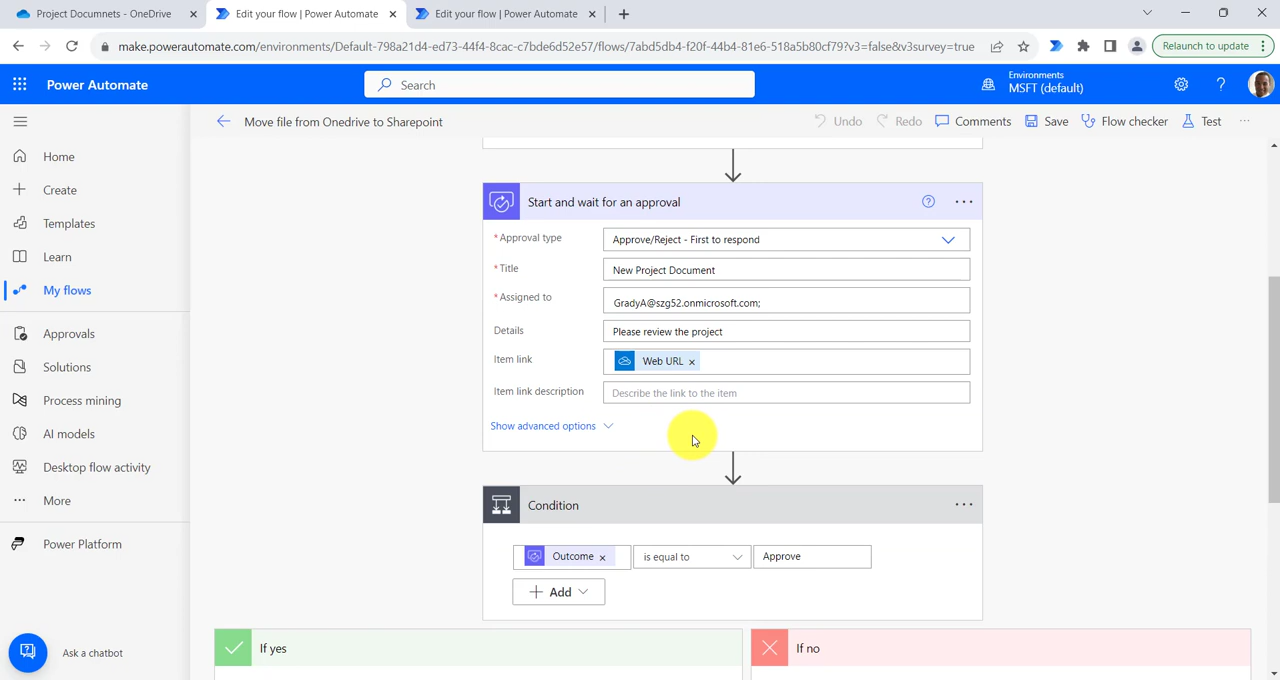 Project Documnets - OneDrive
Edit your flow | Power Automate
Edit your flow | Power Automate
make.powerautomate.com/environments/Default-798a21d4-ed73-44f4-8cac-c7bde6d52e57/flows/7abd5db4-f20f-44b4-81e6-518a5b80cf79?v3=false&v3survey=true
Relaunch to update
Power Automate
Search
Environments
MSFT (default)
Move file from Onedrive to Sharepoint
Undo
Redo
Comments
Save
Flow checker
Test
Home
Create
Templates
Learn
My flows
Approvals
Solutions
Process mining
AI models
Desktop flow activity
More
Power Platform
Ask a chatbot
Start and wait for an approval
* Approval type
Approve/Reject - First to respond
* Title
New Project Document
* Assigned to
GradyA@szg52.onmicrosoft.com;
Details
Please review the project
Item link
Web URL
Item link description
Describe the link to the item
Show advanced options
Condition
Outcome
is equal to
Approve
Add
If yes
If no